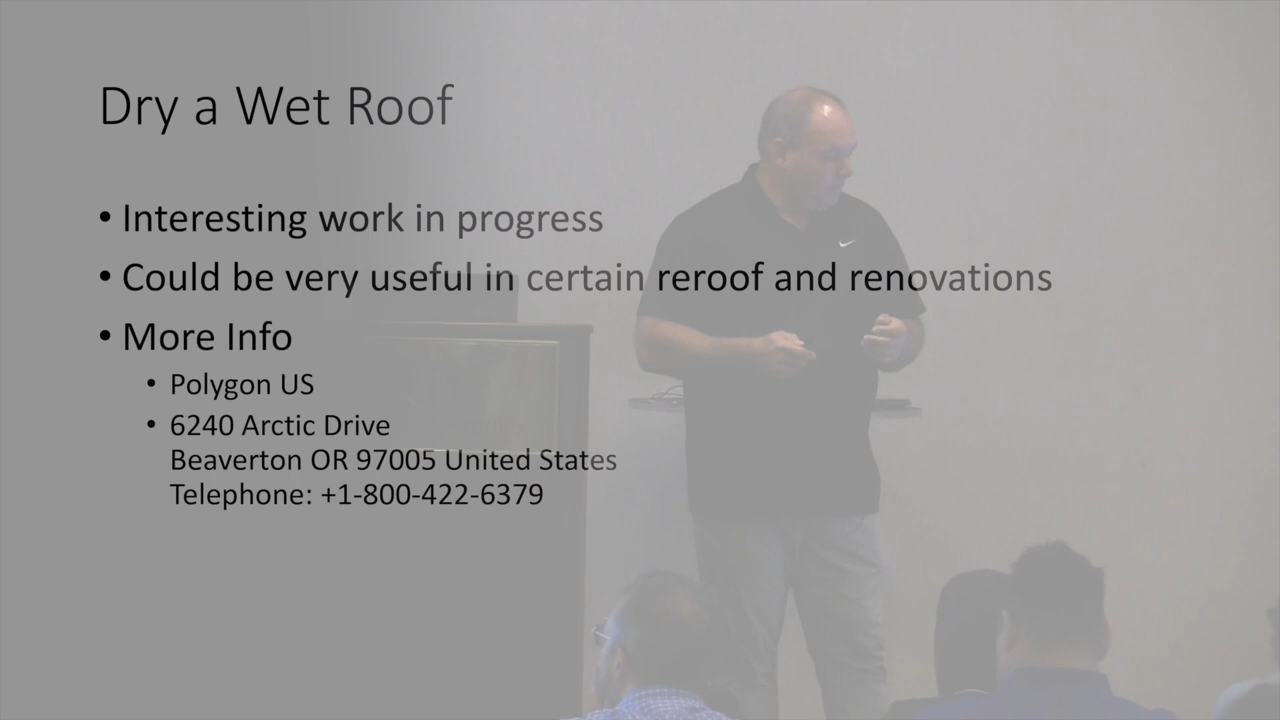 Dry a Wet Roof
• Interesting work in progress
• Could be very useful in certain reroof and renovations
• More Info
• Polygon US
• 6240 Arctic Drive
Beaverton OR 97005 United States
Telephone: +1-800-422-6379